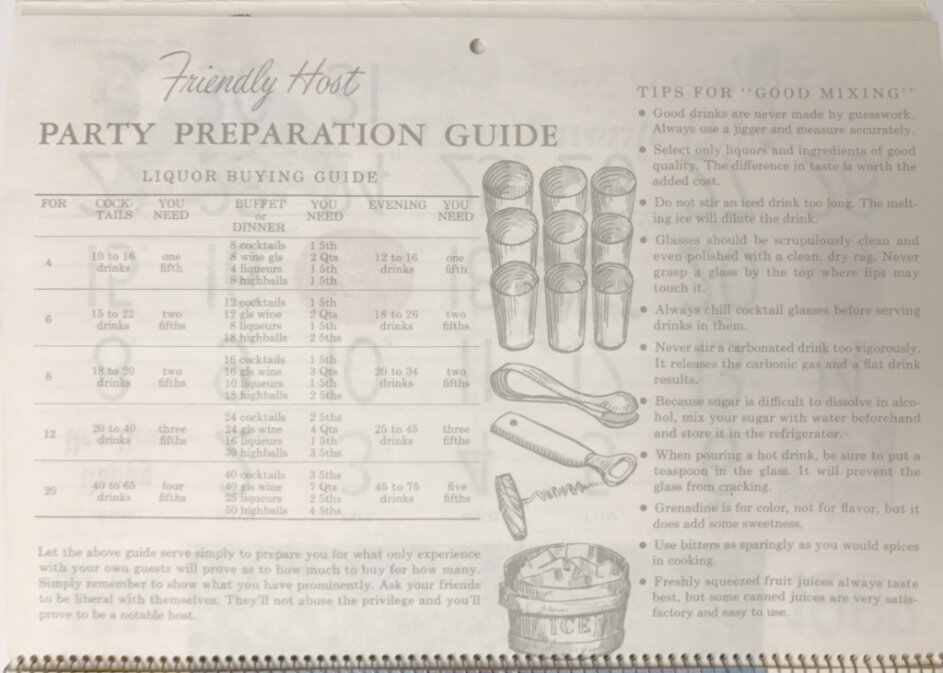 Friendly Host
PARTY PREPARATION GUIDE
LIQUOR BUYING GUIDE
FOR COCK-TAILS YOU NEED BUFFET or DINNER YOU NEED EVENING YOU NEED
8 cocktails 1 5th
4 10 to 16 drinks one fifth 8 wine gls 2 Qts 12 to 16 drinks one fifth
4 liqueurs 1 5th
8 highballs 1 5th
12 cocktails 1 5th
6 15 to 22 drinks two fifths 12 gls wine 2 Qts 18 to 26 drinks two fifths
8 liqueurs 1 5th
18 highballs 2 5ths
16 cocktails 1 5th
8 18 to 20 drinks two fifths 16 gls wine 3 Qts 20 to 34 drinks two fifths
10 liqueurs 1 5th
18 highballs 2 5ths
24 cocktails 2 5ths
12 20 to 40 drinks three fifths 24 gls wine 4 Qts 25 to 45 drinks three fifths
16 liqueurs 1 5th
30 highballs 3 5ths
40 cocktails 3 5ths
20 40 to 65 drinks four fifths 40 gls wine 7 Qts 45 to 75 drinks five fifths
25 liqueurs 2 5ths
50 highballs 4 5ths
Let the above guide serve simply to prepare you for what only experience
with your own guests will prove as to how much to buy for how many.
Simply remember to show what you have prominently. Ask your friends
to be liberal with themselves. They'll not abuse the privilege and you'll
prove to be a notable host.
ICE
TIPS FOR "GOOD MIXING"
• Good drinks are never made by guesswork.
Always use a jigger and measure accurately.
• Select only liquors and ingredients of good
quality. The difference in taste is worth the
added cost.
• Do not stir an iced drink too long. The melt-
ing ice will dilute the drink.
• Glasses should be scrupulously clean and
even polished with a clean, dry rag. Never
grasp a glass by the top where lips may
touch it.
• Always chill cocktail glasses before serving
drinks in them.
• Never stir a carbonated drink too vigorously.
It releases the carbonic gas and a flat drink
results.
• Because sugar is difficult to dissolve in alco-
hol, mix your sugar with water beforehand
and store it in the refrigerator.
• When pouring a hot drink, be sure to put a
teaspoon in the glass. It will prevent the
glass from cracking.
• Grenadine is for color, not for flavor, but it
does add some sweetness.
• Use bitters as sparingly as you would spices
in cooking.
• Freshly squeezed fruit juices always taste
best, but some canned juices are very satis-
factory and easy to use.